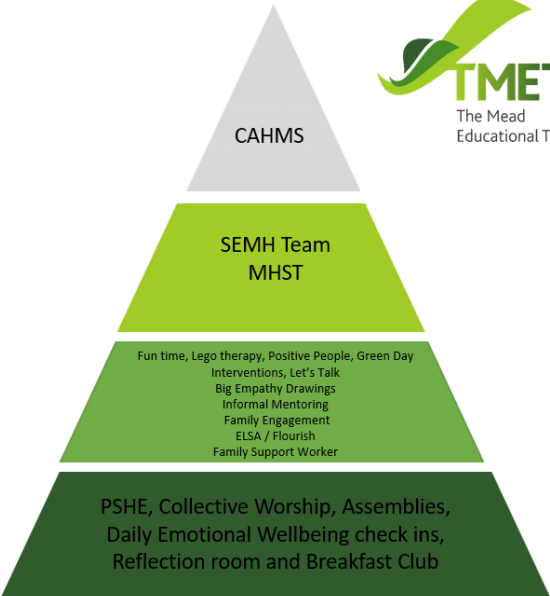 CAHMS
TMET
The Mead
Educational T
SEMH Team
MHST
Fun time, Lego therapy, Positive People, Green Day
Interventions, Let's Talk
Big Empathy Drawings
Informal Mentoring
Family Engagement
ELSA / Flourish
Family Support Worker
PSHE, Collective Worship, Assemblies,
Daily Emotional Wellbeing check ins,
Reflection room and Breakfast Club